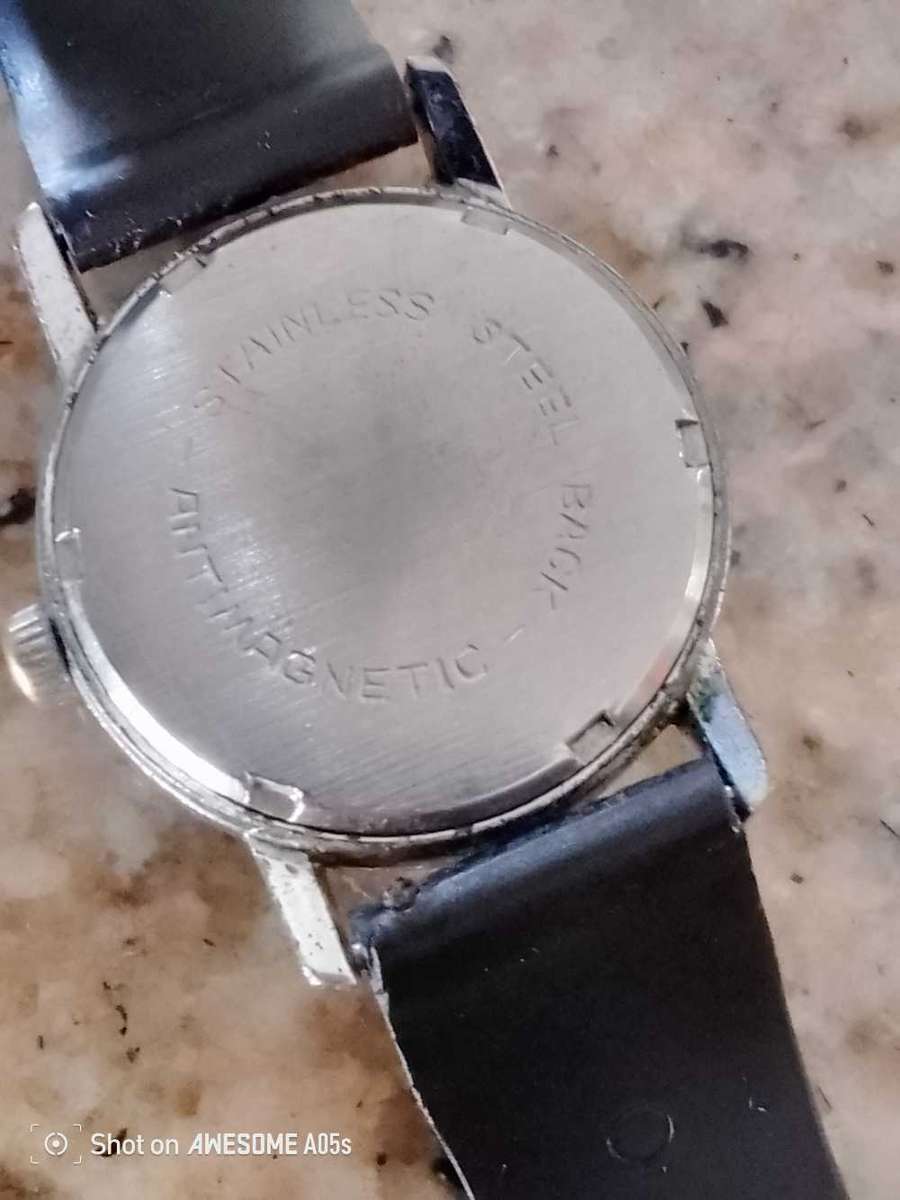 STAINLESS STEEL BACK -
ANTIMAGNETIC -
Shot on AWESOME A05s